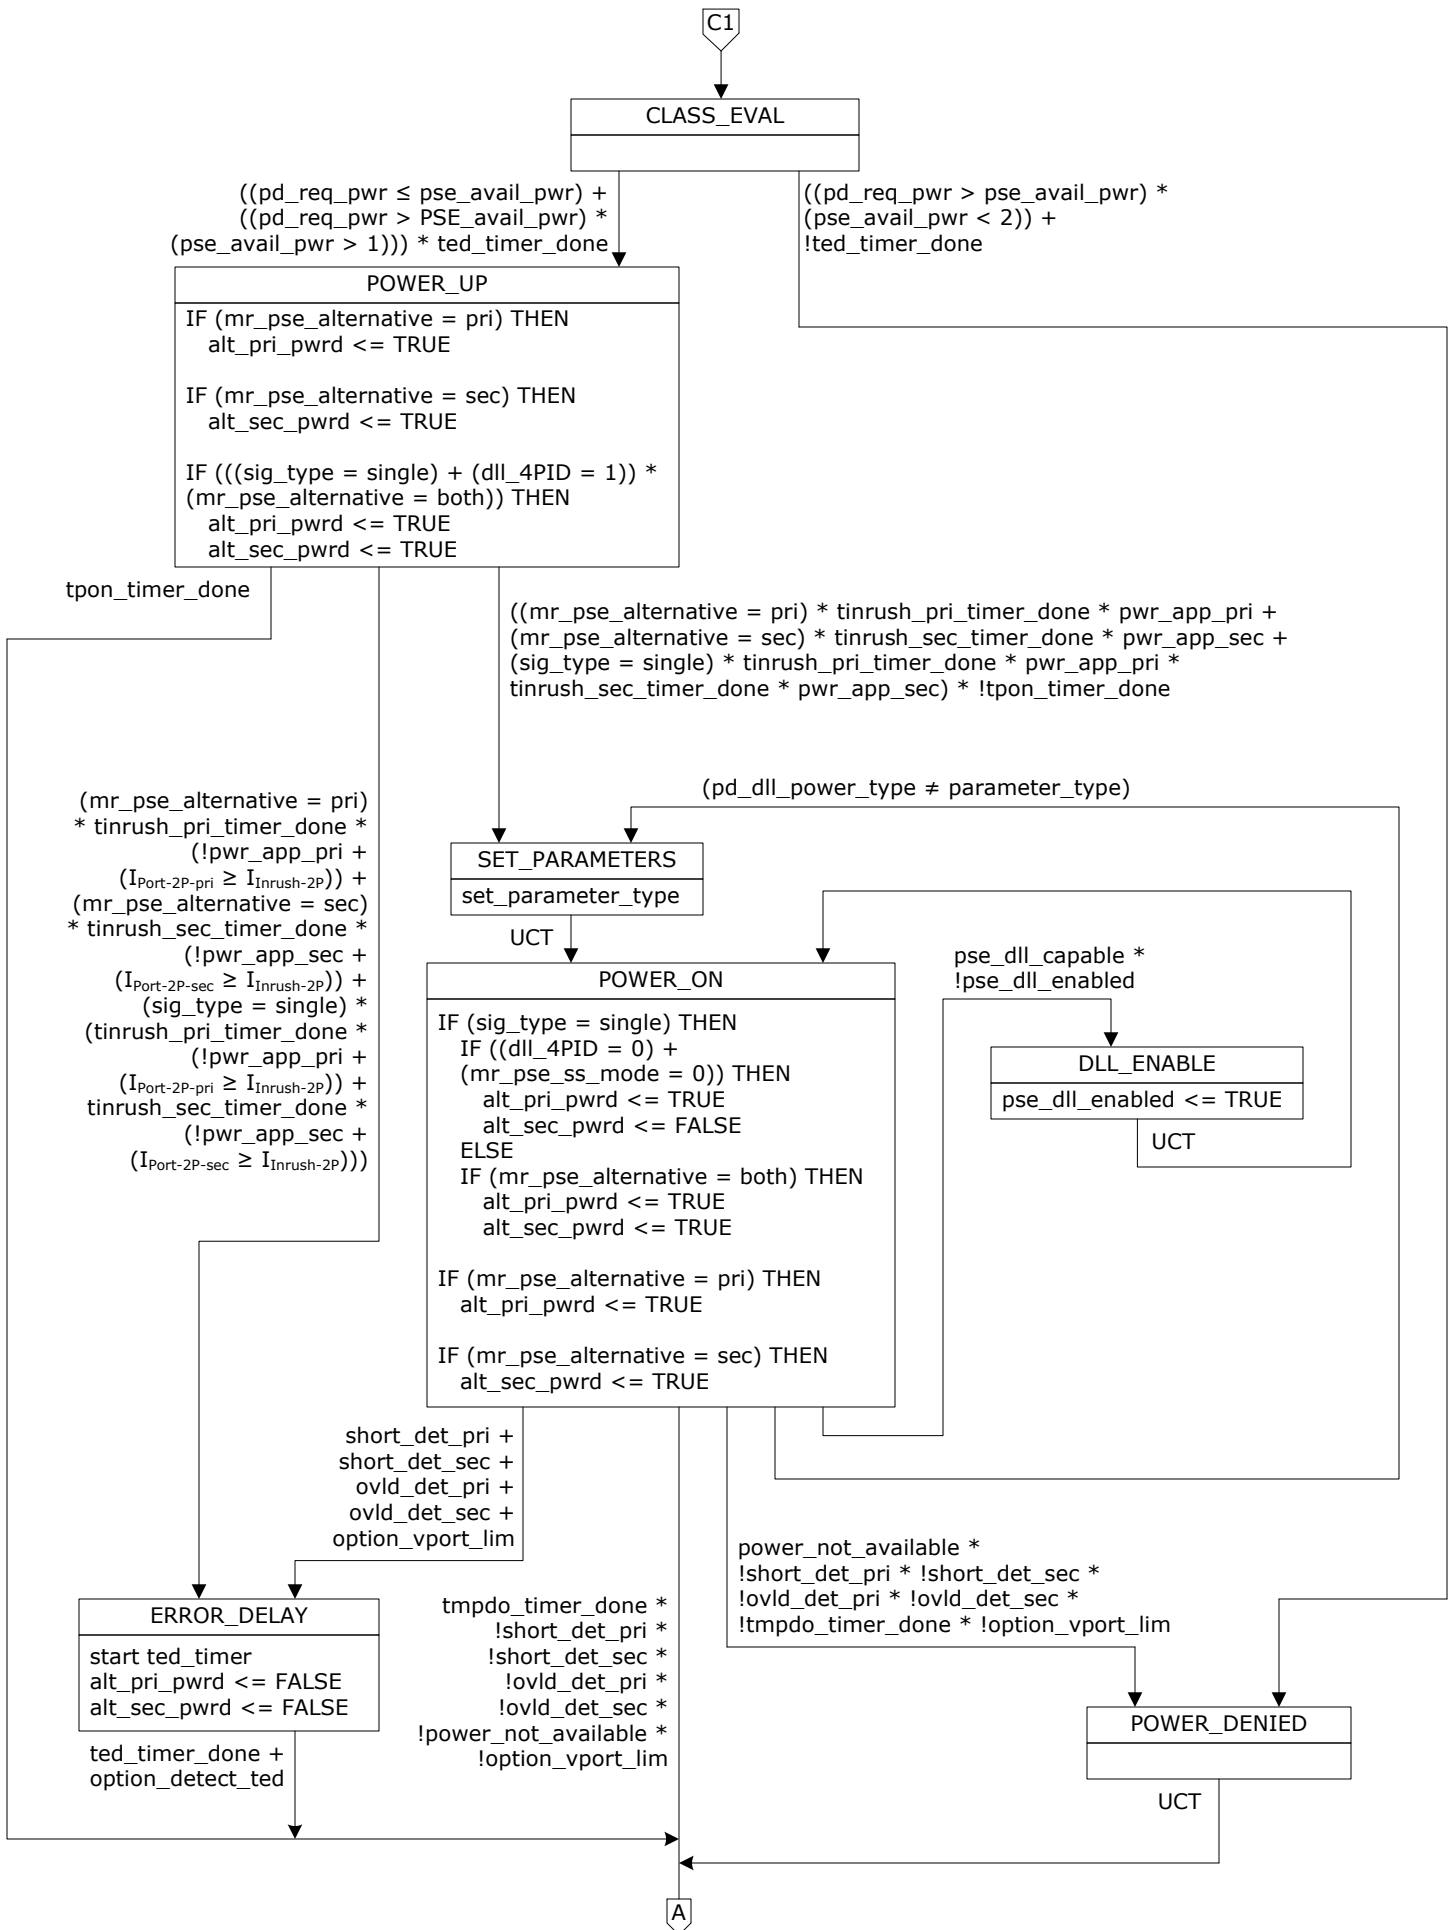 C1
CLASS_EVAL
((pd_req_pwr ≤ pse_avail_pwr) +
((pd_req_pwr > PSE_avail_pwr) *
(pse_avail_pwr > 1))) * ted_timer_done
((pd_req_pwr > pse_avail_pwr) *
(pse_avail_pwr < 2)) +
!ted_timer_done
POWER_UP
IF (mr_pse_alternative = pri) THEN
alt_pri_pwrd <= TRUE
IF (mr_pse_alternative = sec) THEN
alt_sec_pwrd <= TRUE
IF (((sig_type = single) + (dll_4PID = 1)) *
(mr_pse_alternative = both)) THEN
alt_pri_pwrd <= TRUE
alt_sec_pwrd <= TRUE
tpon_timer_done
((mr_pse_alternative = pri) * tinrush_pri_timer_done * pwr_app_pri +
(mr_pse_alternative = sec) * tinrush_sec_timer_done * pwr_app_sec +
(sig_type = single) * tinrush_pri_timer_done * pwr_app_pri *
tinrush_sec_timer_done * pwr_app_sec) * !tpon_timer_done
(mr_pse_alternative = pri)
* tinrush_pri_timer_done *
(!pwr_app_pri +
(IPort-2P-pri ≥ IInrush-2P)) +
(mr_pse_alternative = sec)
* tinrush_sec_timer_done *
(!pwr_app_sec +
(IPort-2P-sec ≥ IInrush-2P)) +
(sig_type = single) *
(tinrush_pri_timer_done *
(!pwr_app_pri +
(IPort-2P-pri ≥ IInrush-2P)) +
tinrush_sec_timer_done *
(!pwr_app_sec +
(IPort-2P-sec ≥ IInrush-2P)))
(pd_dll_power_type ≠ parameter_type)
SET_PARAMETERS
set_parameter_type
UCT
POWER_ON
IF (sig_type = single) THEN
IF ((dll_4PID = 0) +
(mr_pse_ss_mode = 0)) THEN
alt_pri_pwrd <= TRUE
alt_sec_pwrd <= FALSE
ELSE
IF (mr_pse_alternative = both) THEN
alt_pri_pwrd <= TRUE
alt_sec_pwrd <= TRUE
IF (mr_pse_alternative = pri) THEN
alt_pri_pwrd <= TRUE
IF (mr_pse_alternative = sec) THEN
alt_sec_pwrd <= TRUE
pse_dll_capable *
!pse_dll_enabled
DLL_ENABLE
pse_dll_enabled <= TRUE
UCT
short_det_pri +
short_det_sec +
ovld_det_pri +
ovld_det_sec +
option_vport_lim
ERROR_DELAY
start ted_timer
alt_pri_pwrd <= FALSE
alt_sec_pwrd <= FALSE
ted_timer_done +
option_detect_ted
tmpdo_timer_done *
!short_det_pri *
!short_det_sec *
!ovld_det_pri *
!ovld_det_sec *
!power_not_available *
!option_vport_lim
power_not_available *
!short_det_pri * !short_det_sec *
!ovld_det_pri * !ovld_det_sec *
!tmpdo_timer_done * !option_vport_lim
POWER_DENIED
UCT
A